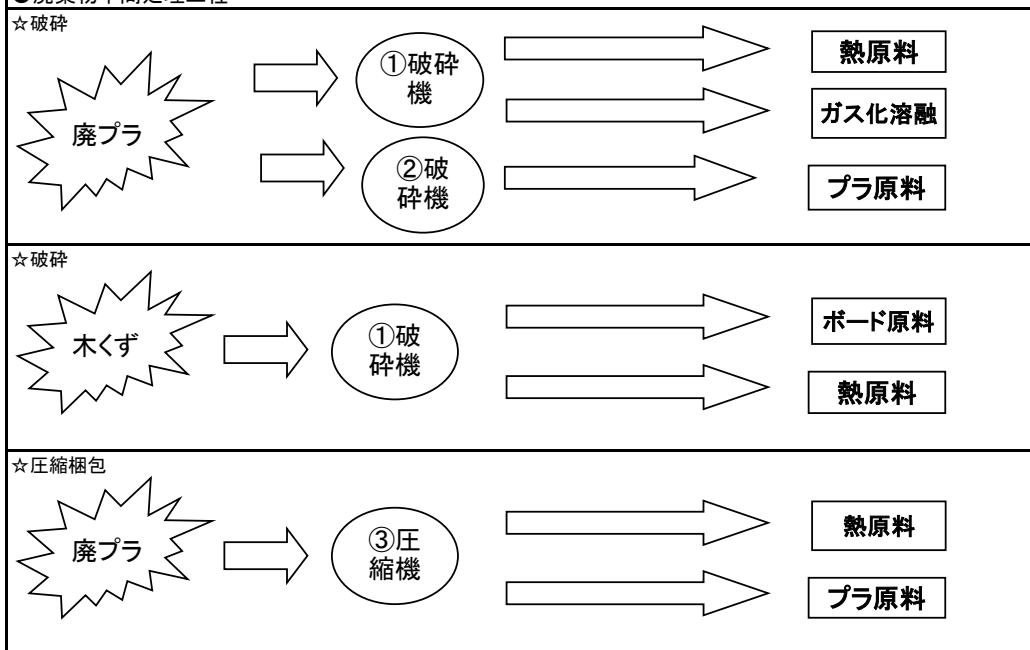 ☆破砕
廃プラ
①破砕
機
②破
砕機
熱原料
ガス化溶融
プラ原料
☆破砕
木くず
①破
砕機
ボード原料
熱原料
☆圧縮梱包
廃プラ
③圧
縮機
熱原料
プラ原料